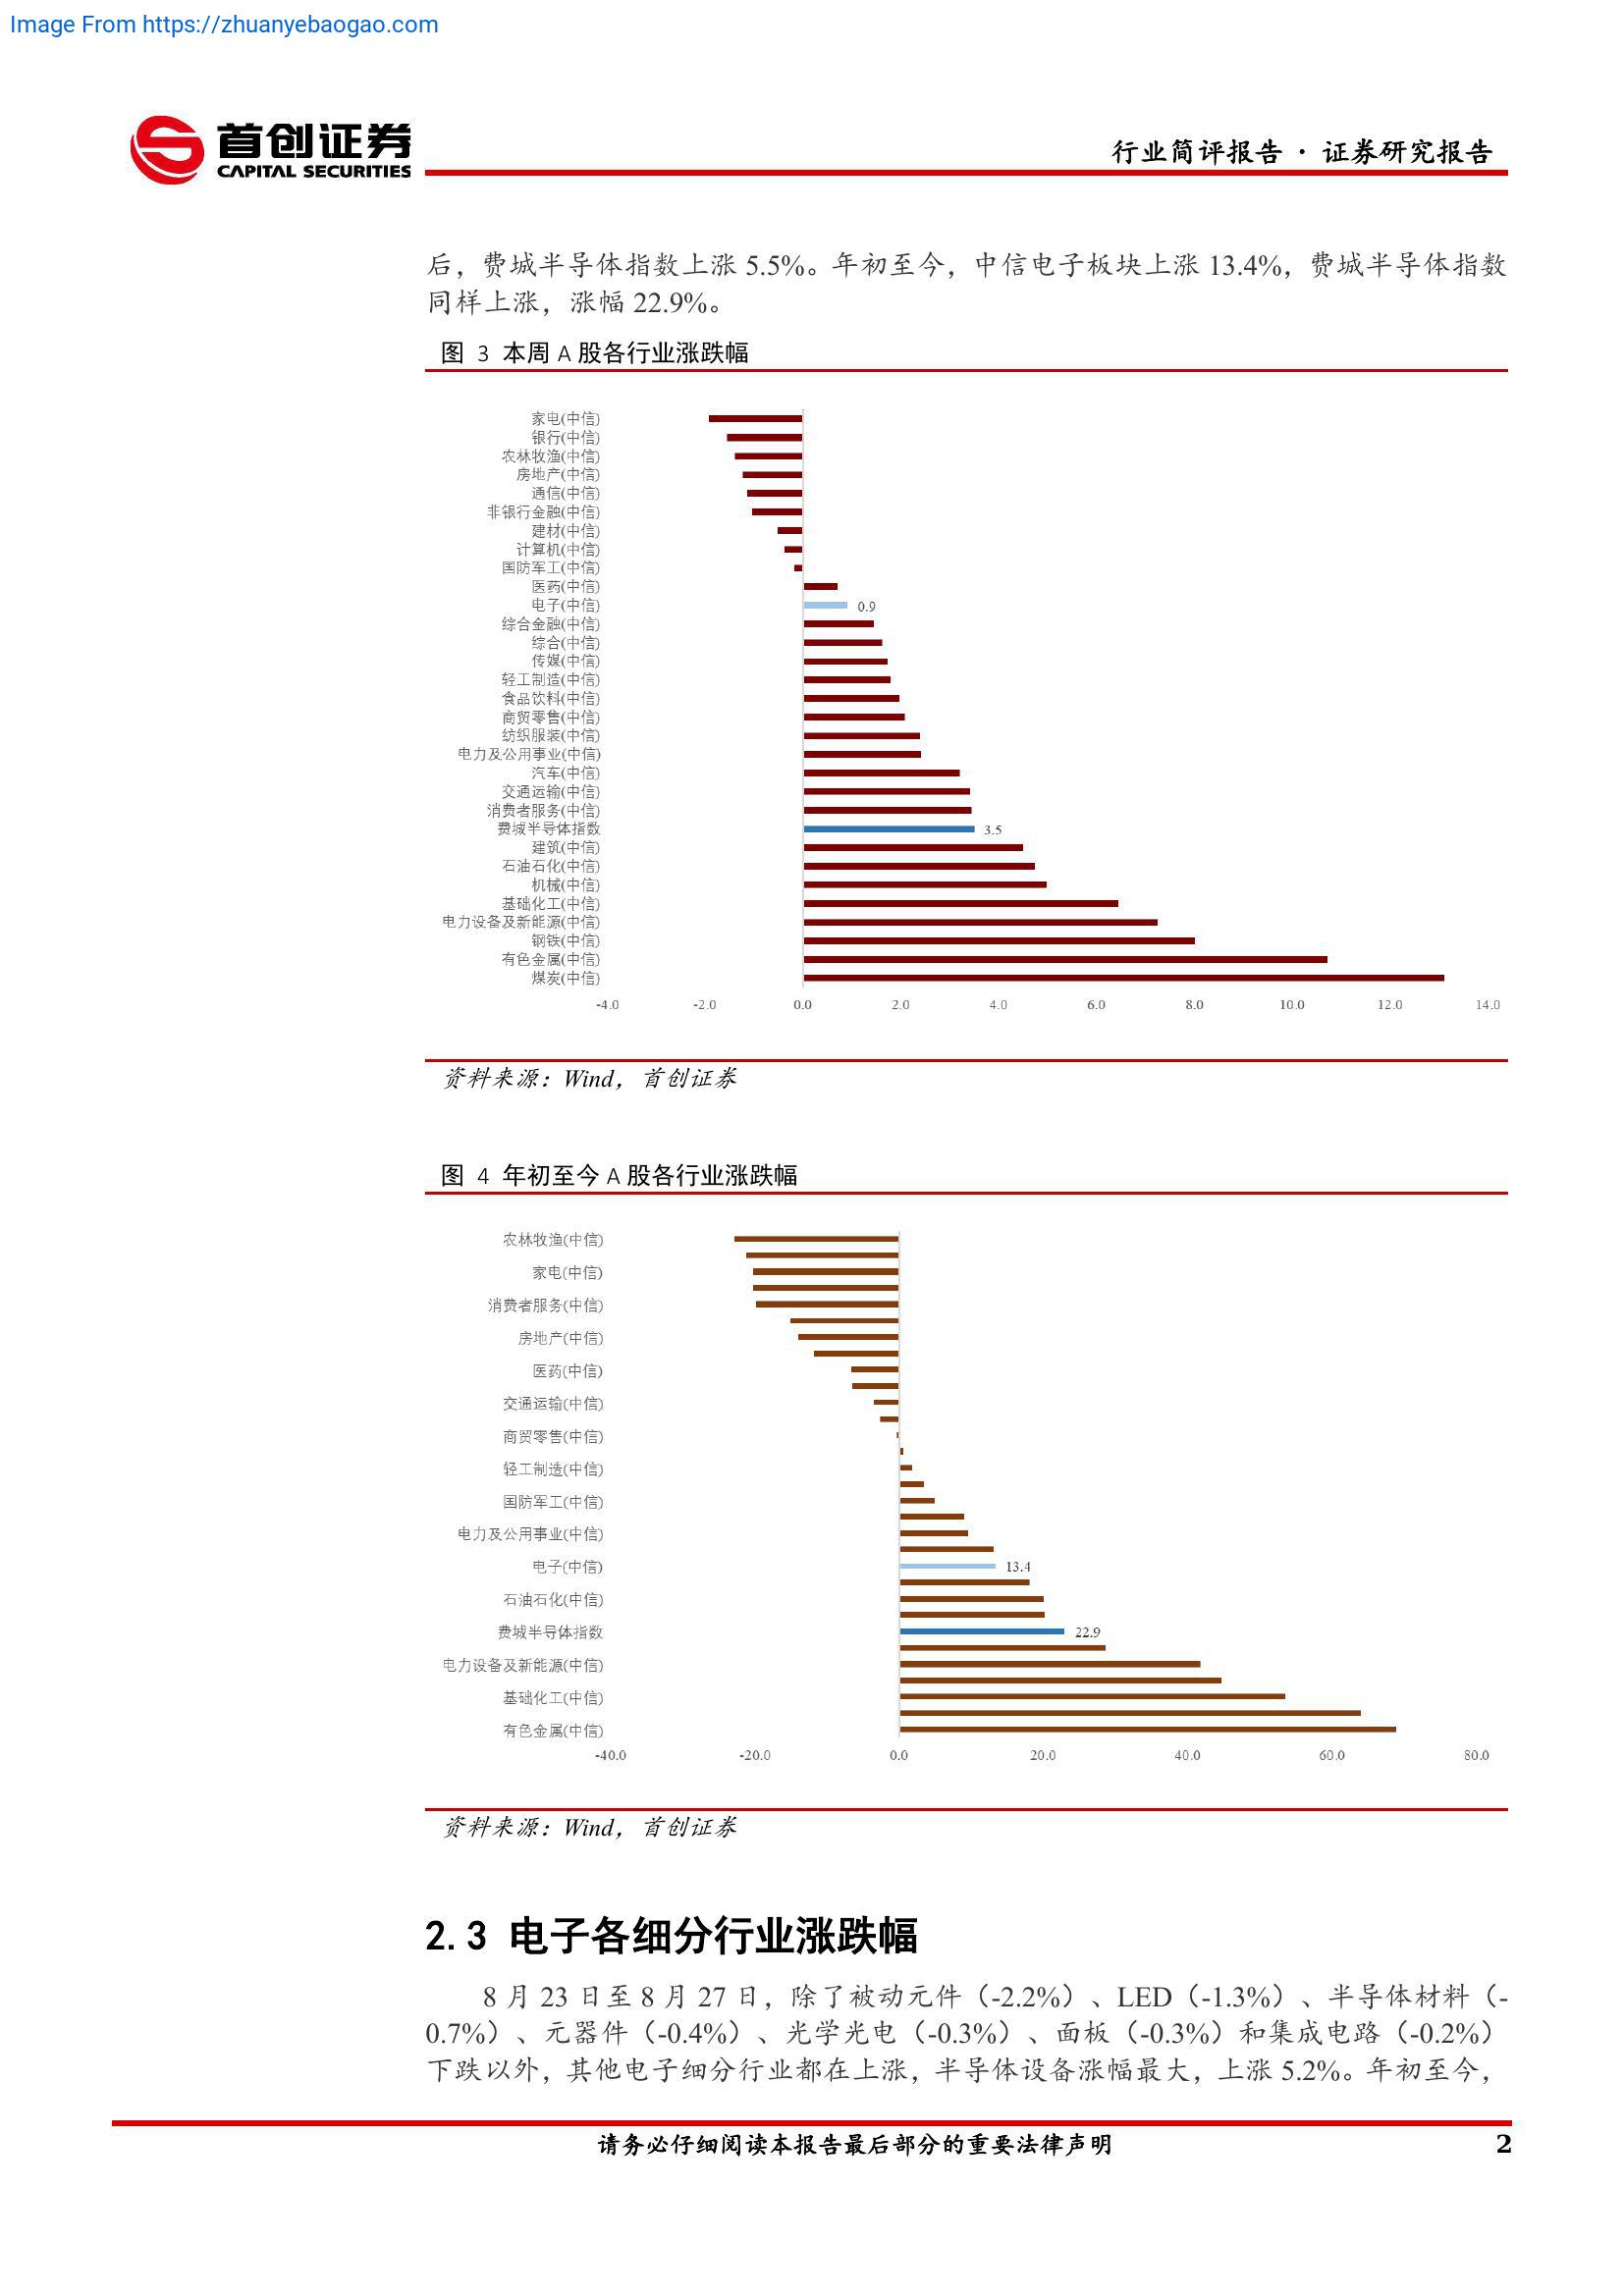 Image From https://zhuanyebaogao.com
首创证券
CAPITAL SECURITIES
行业简评报告 · 证券研究报告
后，费城半导体指数上涨 5.5%。年初至今，中信电子板块上涨 13.4%，费城半导体指数
同样上涨，涨幅 22.9%。
图 3 本周 A 股各行业涨跌幅
家电(中信)
银行(中信)
农林牧渔(中信)
房地产(中信)
通信(中信)
非银行金融(中信)
建材(中信)
计算机(中信)
国防军工(中信)
医药(中信)
电子(中信) 0.9
综合金融(中信)
综合(中信)
传媒(中信)
轻工制造(中信)
食品饮料(中信)
商贸零售(中信)
纺织服装(中信)
电力及公用事业(中信)
汽车(中信)
交通运输(中信)
消费者服务(中信)
费城半导体指数 3.5
建筑(中信)
石油石化(中信)
机械(中信)
基础化工(中信)
电力设备及新能源(中信)
钢铁(中信)
有色金属(中信)
煤炭(中信)
-4.0 -2.0 0.0 2.0 4.0 6.0 8.0 10.0 12.0 14.0
资料来源：Wind，首创证券
图 4 年初至今 A 股各行业涨跌幅
农林牧渔(中信)
家电(中信)
消费者服务(中信)
房地产(中信)
医药(中信)
交通运输(中信)
商贸零售(中信)
轻工制造(中信)
国防军工(中信)
电力及公用事业(中信)
电子(中信) 13.4
石油石化(中信)
费城半导体指数 22.9
电力设备及新能源(中信)
基础化工(中信)
有色金属(中信)
-40.0 -20.0 0.0 20.0 40.0 60.0 80.0
资料来源：Wind，首创证券
2.3 电子各细分行业涨跌幅
8 月 23 日至 8 月 27 日，除了被动元件（-2.2%）、LED（-1.3%）、半导体材料（-
0.7%）、元器件（-0.4%）、光学光电（-0.3%）、面板（-0.3%）和集成电路（-0.2%）
下跌以外，其他电子细分行业都在上涨，半导体设备涨幅最大，上涨 5.2%。年初至今，
请务必仔细阅读本报告最后部分的重要法律声明 2